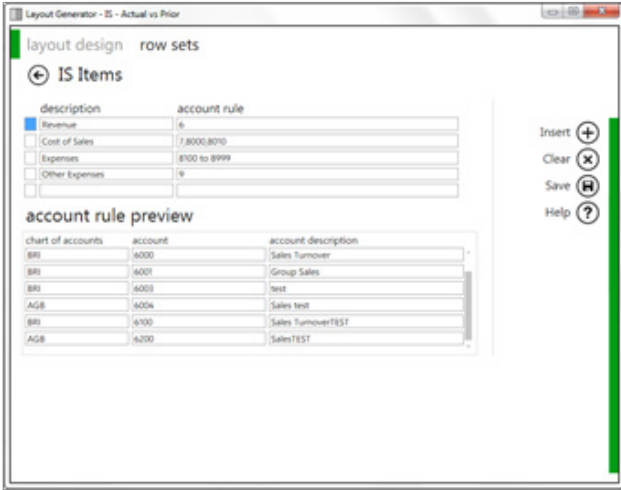 Layout Generator - IS - Actual vs Prior
layout design row sets
IS Items
description account rule
Revenue 6
Cost of Sales 7,8000,8010
Expenses 8100 to 8999
Other Expenses 9
Insert
Clear
Save
Help ?
account rule preview
chart of accounts account account description
BRI 6000 Sales Turnover
BRI 6001 Group Sales
BRI 6003 test
AGB 6004 Sales test
BRI 6100 Sales TurnoverTEST
AGB 6200 SalesTEST